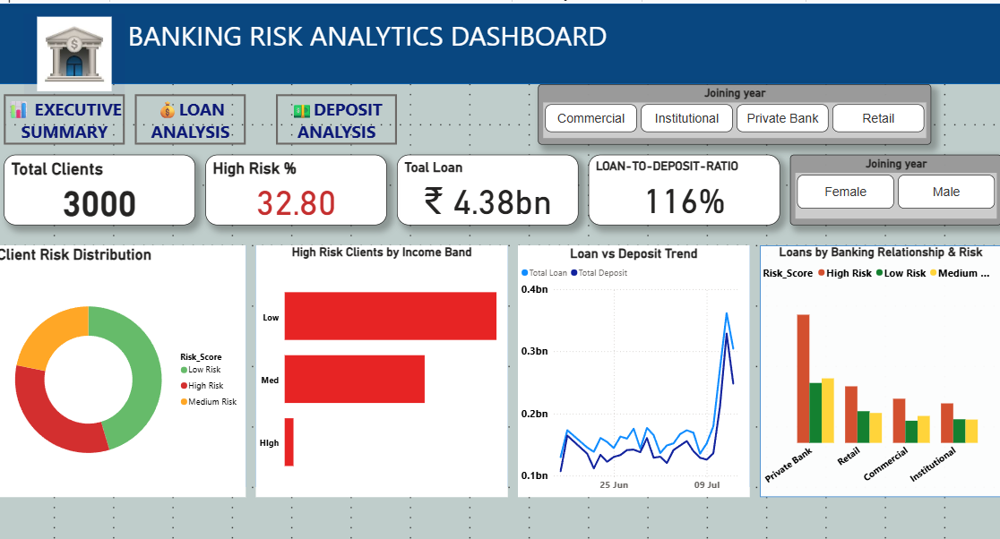 BANKING RISK ANALYTICS DASHBOARD
EXECUTIVE
SUMMARY
LOAN
ANALYSIS
DEPOSIT
ANALYSIS
Joining year
Commercial
Institutional
Private Bank
Retail
Total Clients
3000
High Risk %
32.80
Toal Loan
₹ 4.38bn
LOAN-TO-DEPOSIT-RATIO
116%
Joining year
Female
Male
Client Risk Distribution
Risk_Score
Low Risk
High Risk
Medium Risk
High Risk Clients by Income Band
Low
Med
HIgh
Loan vs Deposit Trend
Total Loan Total Deposit
0.4bn
0.3bn
0.2bn
0.1bn
25 Jun
09 Jul
Loans by Banking Relationship & Risk
Risk_Score High Risk Low Risk Medium ...
Private Bank
Retail
Commercial
Institutional